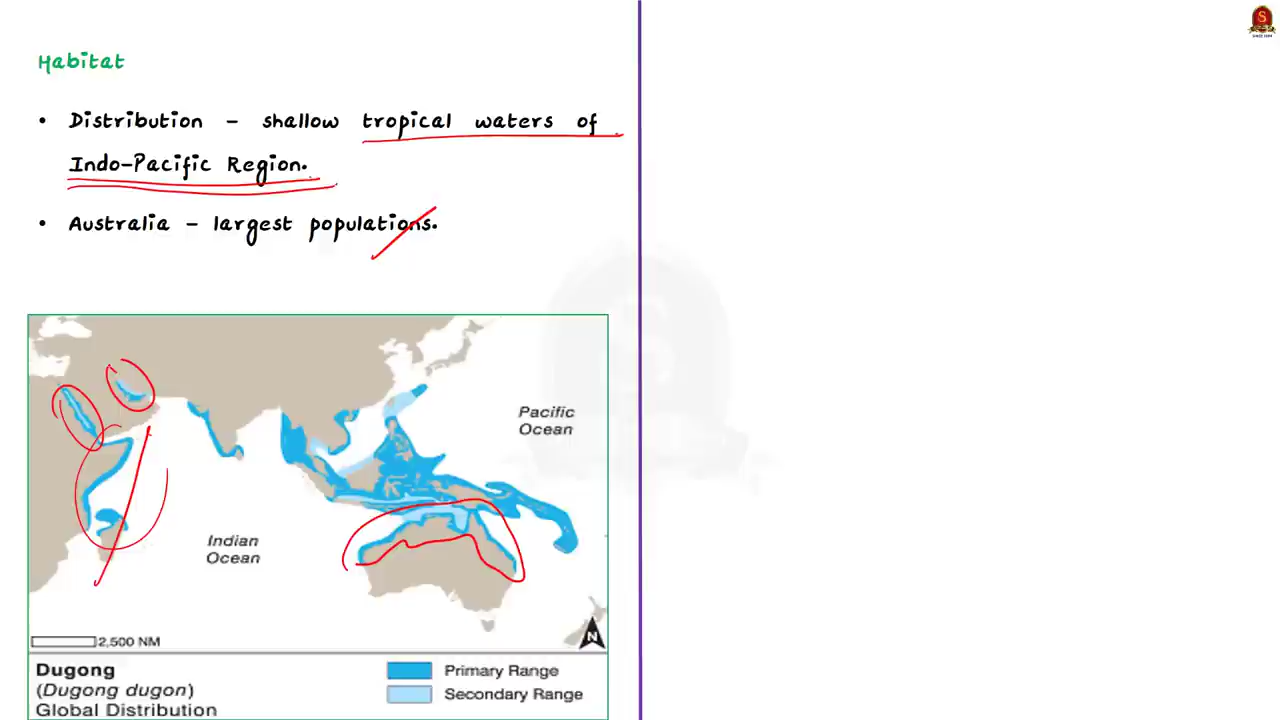 Habitat
• Distribution – shallow tropical waters of
Indo-Pacific Region.
• Australia – largest populations.
Pacific
Ocean
Indian
Ocean
2,500 NM
N
Dugong
(Dugong dugon)
Global Distribution
Primary Range
Secondary Range
S